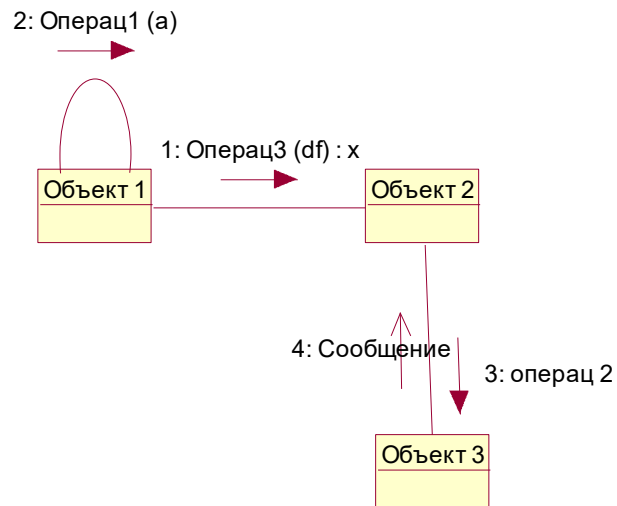 2: Операц1 (a)
1: Операц3 (df) : x
Объект 1
Объект 2
4: Сообщение
3: операц 2
Объект 3